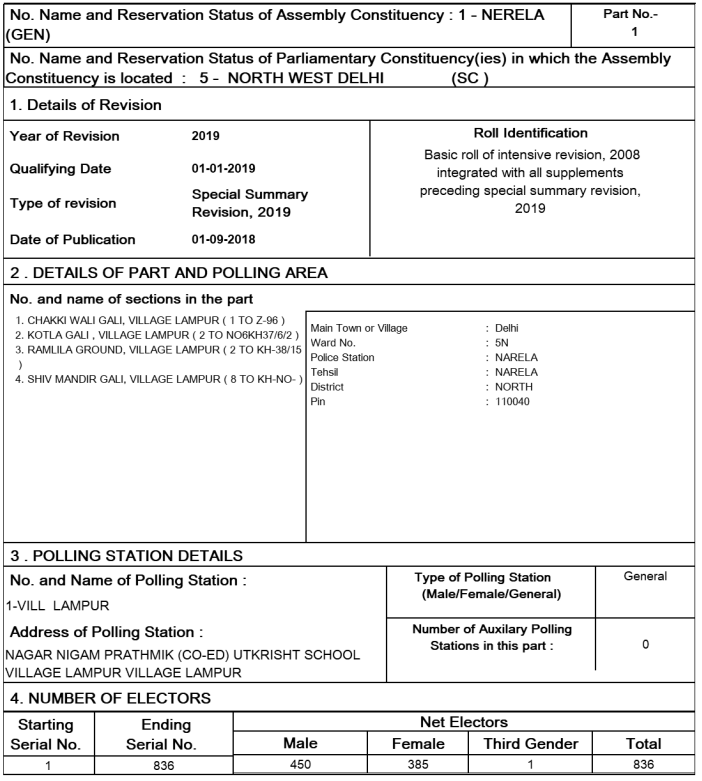 No. Name and Reservation Status of Assembly Constituency : 1 - NERELA
(GEN)
Part No.-
1
No. Name and Reservation Status of Parliamentary Constituency(ies) in which the Assembly
Constituency is located : 5 - NORTH WEST DELHI (SC )
1. Details of Revision
Year of Revision 2019
Qualifying Date 01-01-2019
Type of revision Special Summary
Revision, 2019
Date of Publication 01-09-2018
Roll Identification
Basic roll of intensive revision, 2008
integrated with all supplements
preceding special summary revision,
2019
2 . DETAILS OF PART AND POLLING AREA
No. and name of sections in the part
1. CHAKKI WALI GALI, VILLAGE LAMPUR ( 1 TO Z-96 )
2. KOTLA GALI , VILLAGE LAMPUR ( 2 TO NO6KH37/6/2 )
3. RAMLILA GROUND, VILLAGE LAMPUR ( 2 TO KH-38/15
)
4. SHIV MANDIR GALI, VILLAGE LAMPUR ( 8 TO KH-NO- )
Main Town or Village : Delhi
Ward No. : 5N
Police Station : NARELA
Tehsil : NARELA
District : NORTH
Pin : 110040
3 . POLLING STATION DETAILS
No. and Name of Polling Station :
1-VILL LAMPUR
Address of Polling Station :
NAGAR NIGAM PRATHMIK (CO-ED) UTKRISHT SCHOOL
VILLAGE LAMPUR VILLAGE LAMPUR
Type of Polling Station
(Male/Female/General)
General
Number of Auxilary Polling
Stations in this part :
0
4. NUMBER OF ELECTORS
Starting
Serial No.
Ending
Serial No.
Net Electors
Male Female Third Gender Total
1 836 450 385 1 836